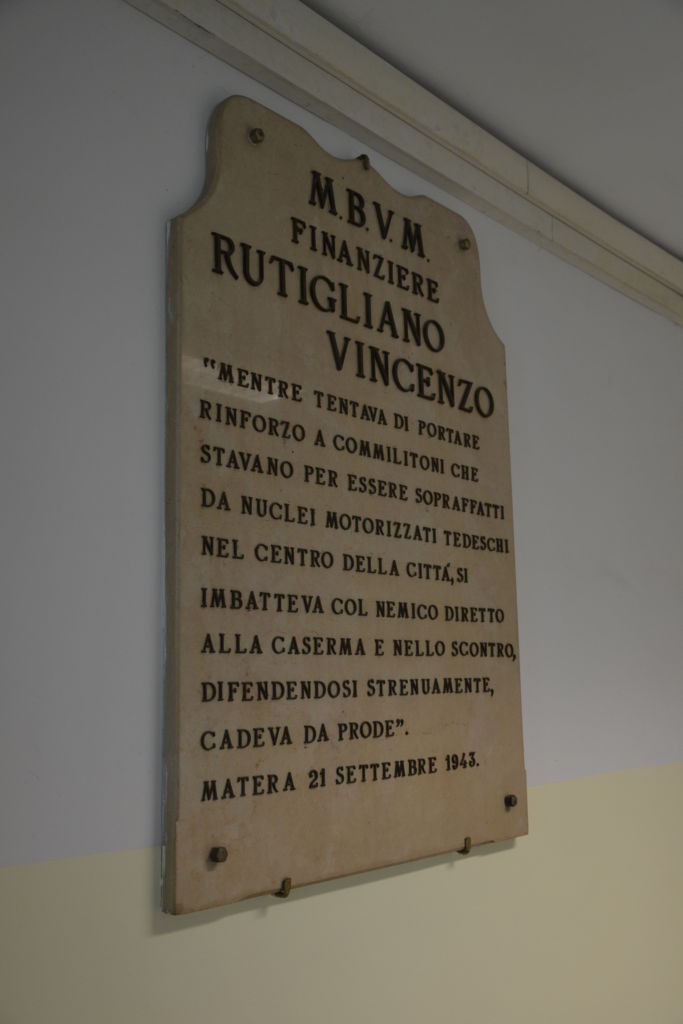 M.B.V.M.
FINANZIERE
RUTIGLIANO
VINCENZO
"MENTRE TENTAVA DI PORTARE
RINFORZO A COMMILITONI CHE
STAVANO PER ESSERE SOPRAFFATTI
DA NUCLEI MOTORIZZATI TEDESCHI
NEL CENTRO DELLA CITTÁ, SI
IMBATTEVA COL NEMICO DIRETTO
ALLA CASERMA E NELLO SCONTRO,
DIFENDENDOSI STRENUAMENTE,
CADEVA DA PRODE".
MATERA 21 SETTEMBRE 1943.